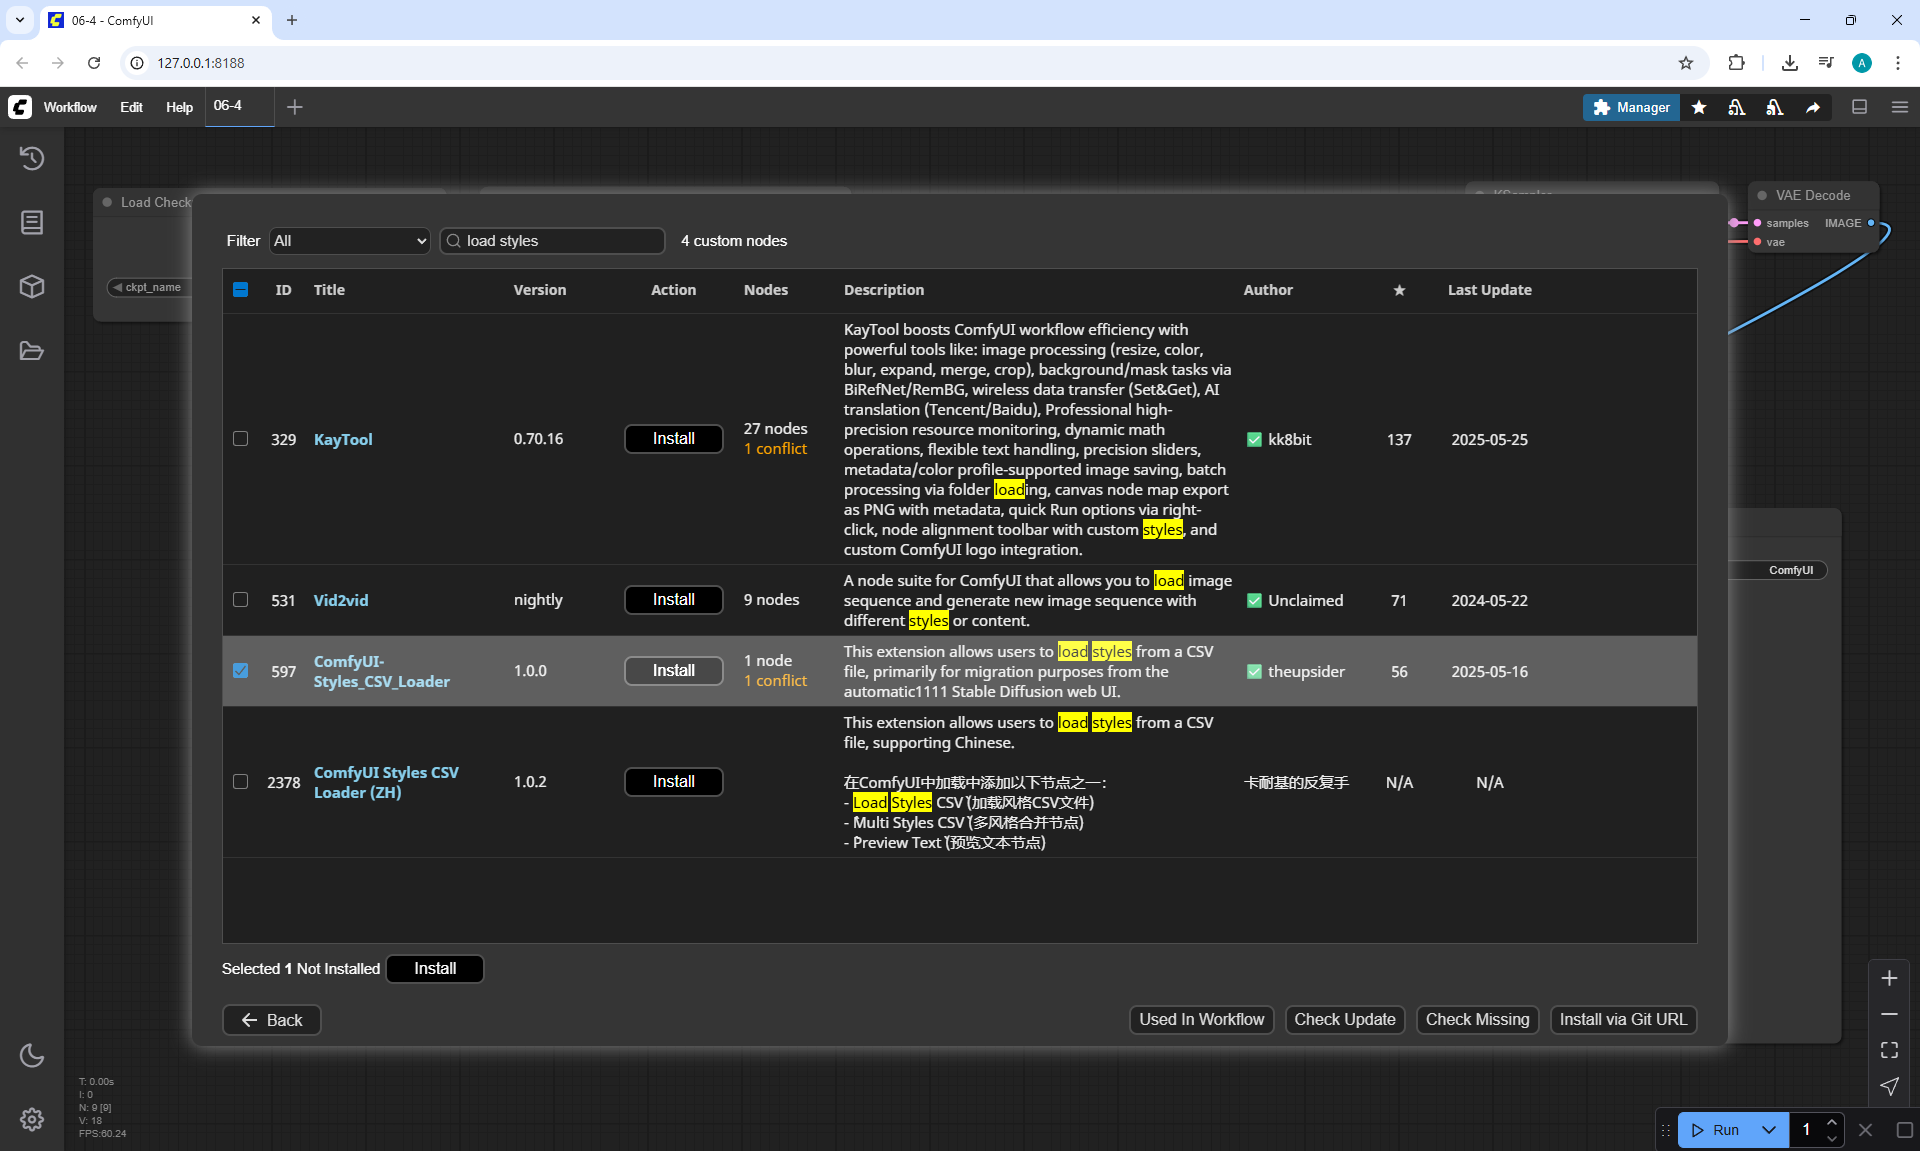 06-4 - ComfyUI
127.0.0.1:8188
A
Workflow Edit Help 06-4
Manager
Load Check
ckpt_name
VAE Decode
samples IMAGE
vae
ComfyUI
Filter All load styles 4 custom nodes
ID Title Version Action Nodes Description Author ★ Last Update
KayTool boosts ComfyUI workflow efficiency with
powerful tools like: image processing (resize, color,
blur, expand, merge, crop), background/mask tasks via
BiRefNet/RemBG, wireless data transfer (Set&Get), AI
translation (Tencent/Baidu), Professional high-
precision resource monitoring, dynamic math
operations, flexible text handling, precision sliders,
metadata/color profile-supported image saving, batch
processing via folder loading, canvas node map export
as PNG with metadata, quick Run options via right-
click, node alignment toolbar with custom styles, and
custom ComfyUI logo integration.
329 KayTool 0.70.16 Install 27 nodes
1 conflict
kk8bit 137 2025-05-25
531 Vid2vid nightly Install 9 nodes
A node suite for ComfyUI that allows you to load image
sequence and generate new image sequence with
different styles or content.
Unclaimed 71 2024-05-22
597 ComfyUI-
Styles_CSV_Loader
1.0.0 Install 1 node
1 conflict
This extension allows users to load styles from a CSV
file, primarily for migration purposes from the
automatic1111 Stable Diffusion web UI.
theupsider 56 2025-05-16
2378 ComfyUI Styles CSV
Loader (ZH)
1.0.2 Install
This extension allows users to load styles from a CSV
file, supporting Chinese.
在ComfyUI中加载中添加以下节点之一：
- Load Styles CSV (加载风格CSV文件)
- Multi Styles CSV (多风格合并节点)
- Preview Text (预览文本节点)
卡耐基的反复手 N/A N/A
Selected 1 Not Installed Install
Back
Used In Workflow Check Update Check Missing Install via Git URL
T: 0.00s
I: 0
N: 9 [9]
V: 18
FPS:60.24
Run 1